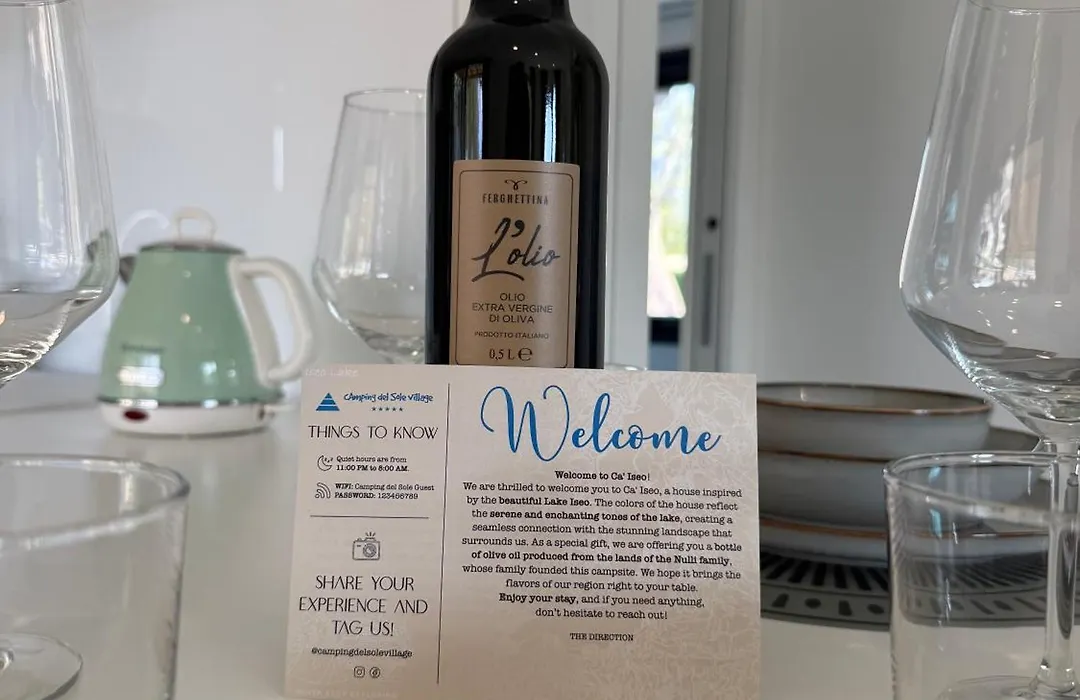 FERGHETTINA
L'olio
OLIO
EXTRA VERGINE
DI OLIVA
PRODOTTO ITALIANO
0,5 L e
Iseo Lake
CAmping del Sole Village
THINGS TO KNOW
Quiet hours are from
11:00 PM to 8:00 AM.
WIFI: Camping del Sole Guest
PASSWORD: 123456789
SHARE YOUR
EXPERIENCE AND
TAG US!
@campingdelsolevillage
Welcome
Welcome to Ca' Iseo!
We are thrilled to welcome you to Ca' Iseo, a house inspired
by the beautiful Lake Iseo. The colors of the house reflect
the serene and enchanting tones of the lake, creating a
seamless connection with the stunning landscape that
surrounds us. As a special gift, we are offering you a bottle
of olive oil produced from the lands of the Nulli family,
whose family founded this campsite. We hope it brings the
flavors of our region right to your table.
Enjoy your stay, and if you need anything,
don't hesitate to reach out!
THE DIRECTION